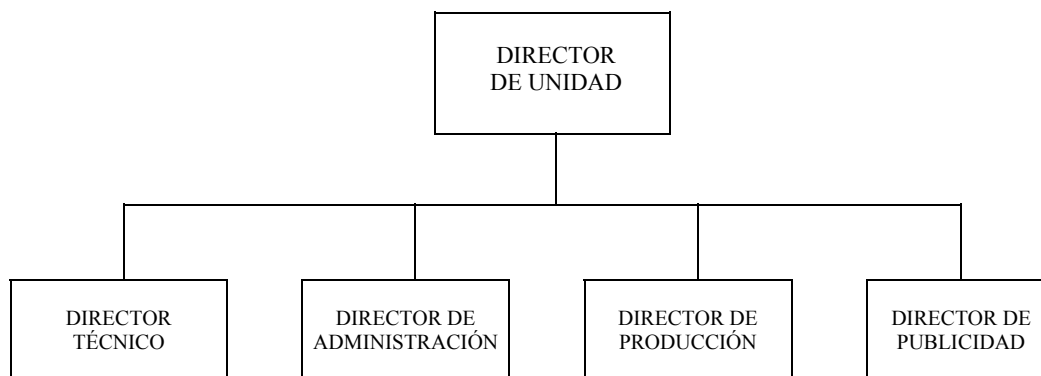 DIRECTOR
DE UNIDAD
DIRECTOR
TÉCNICO
DIRECTOR DE
ADMINISTRACIÓN
DIRECTOR DE
PRODUCCIÓN
DIRECTOR DE
PUBLICIDAD